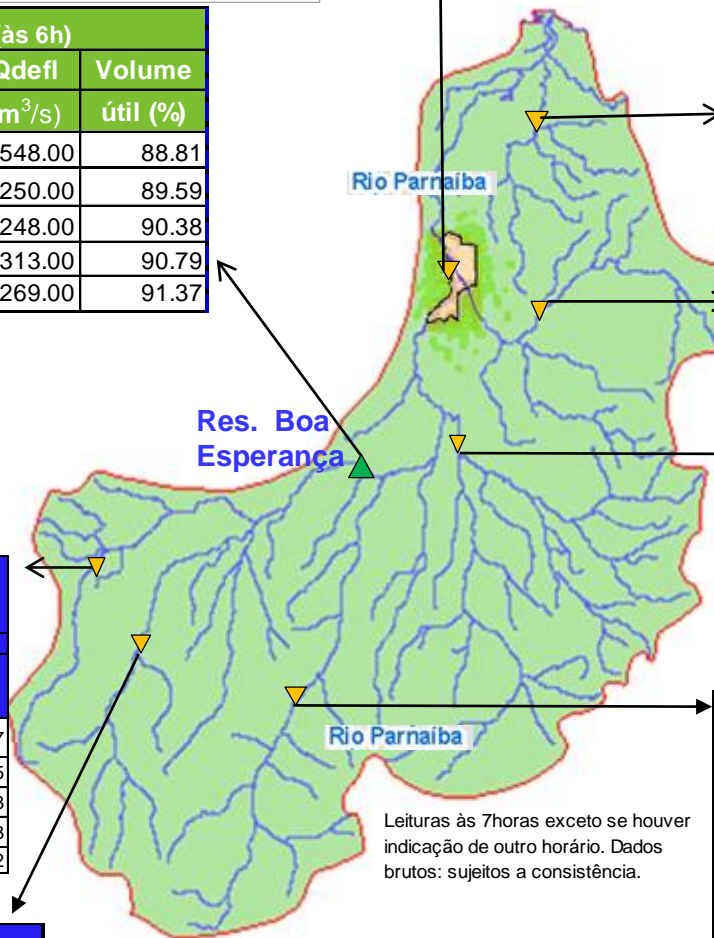 (às 6h)
Qdefl Volume
m³/s) útil (%)
548.00 88.81
250.00 89.59
248.00 90.38
313.00 90.79
269.00 91.37
Rio Parnaíba
Res. Boa
Esperança
Rio Parnaíba
Leituras às 7horas exceto se houver
indicação de outro horário. Dados
brutos: sujeitos a consistência.